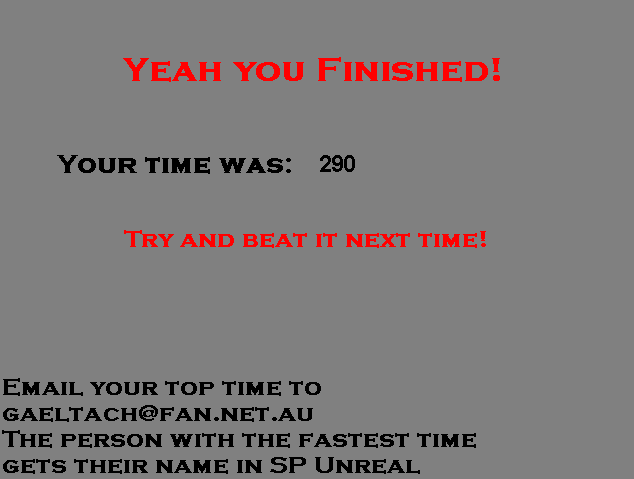 Yeah you Finished!
Your time was: 290
Try and beat it next time!
Email your top time to
gaeltach@fan.net.au
The person with the fastest time
gets their name in SP Unreal